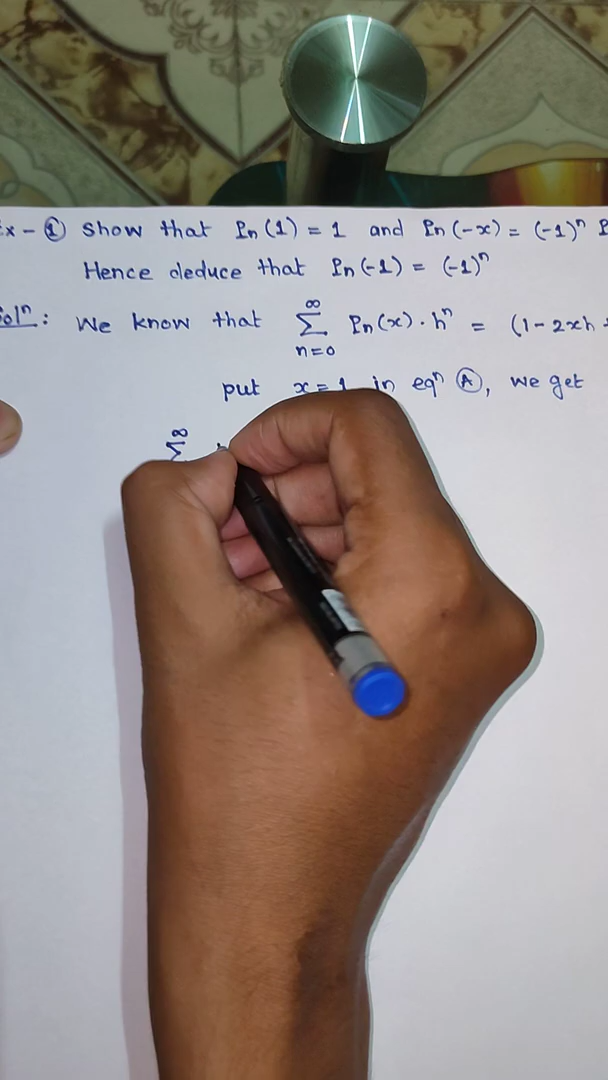 Ex - ① Show that Pn(1) = 1 and Pn(-x) = (-1)ⁿ P
Hence deduce that Pn(-1) = (-1)ⁿ
Solⁿ: We know that ∞ Σ n=0 Pn(x)·hⁿ = (1-2xh
put x=1 in eqⁿ Ⓐ, we get
∞ Σ